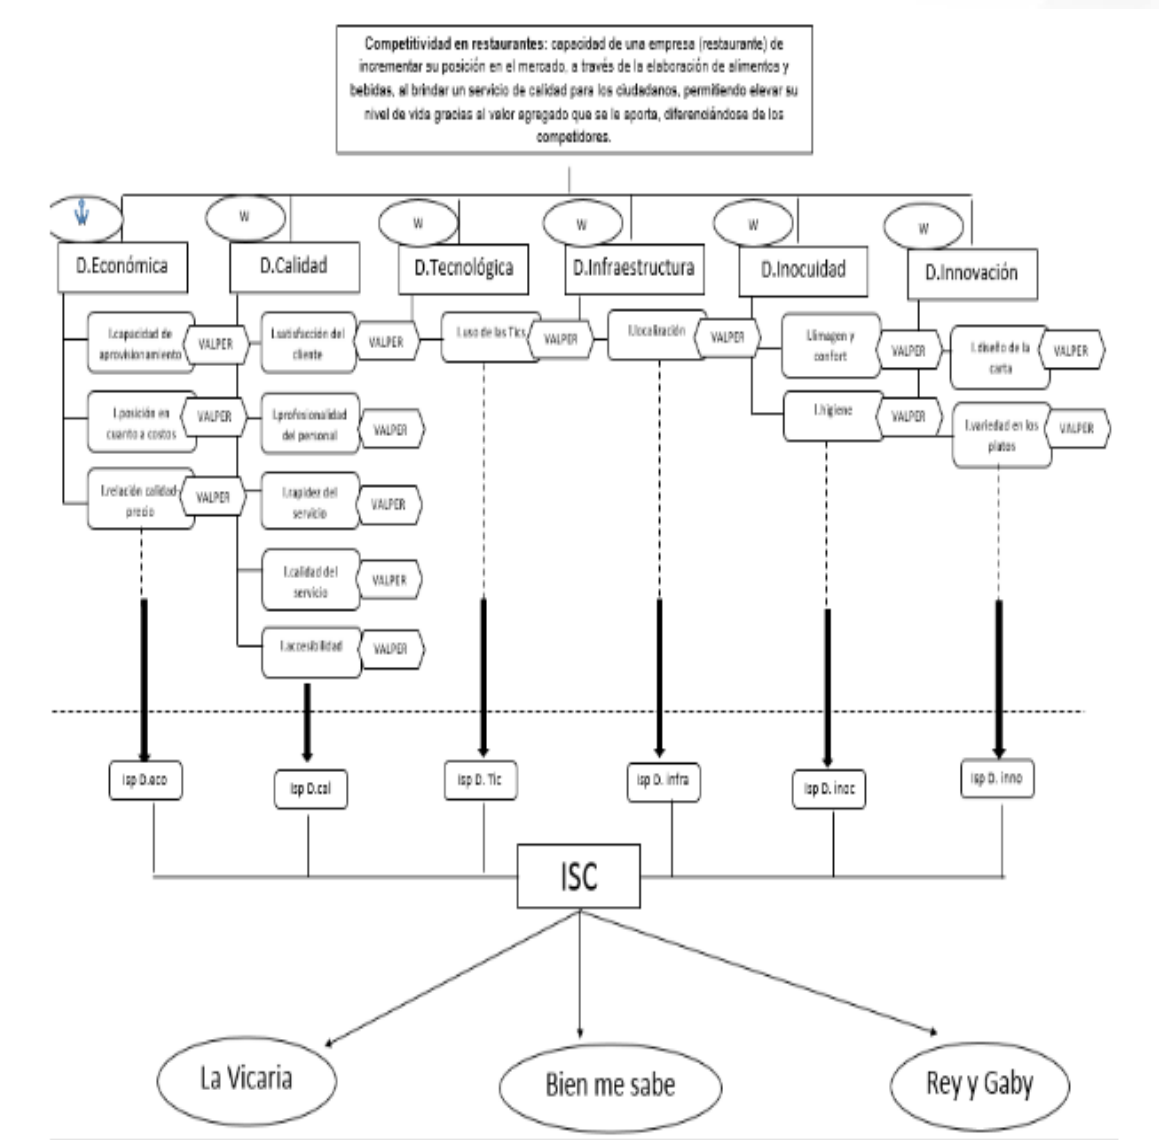 Competitividad en restaurantes: capacidad de una empresa (restaurante) de
incrementar su posición en el mercado, a través de la elaboración de alimentos y
bebidas, al brindar un servicio de calidad para los ciudadanos, permitiendo elevar su
nivel de vida gracias al valor agregado que se le aporta, diferenciándose de los
competidores.
W
W
W
W
W
W
D.Económica
D.Calidad
D.Tecnológica
D.Infraestructura
D.Inocuidad
D.Innovación
I.capacidad de
aprovisionamiento
VALPER
I.posición en
cuanto a costos
VALPER
I.relación calidad-
precio
VALPER
I.satisfacción del
cliente
VALPER
I.profesionalidad
del personal
VALPER
I.rapidez del
servicio
VALPER
I.calidad del
servicio
VALPER
I.accesibilidad
VALPER
I.uso de las Tics
VALPER
I.localización
VALPER
I.imagen y
confort
VALPER
I.higiene
VALPER
I.diseño de la
carta
VALPER
I.variedad en los
platos
VALPER
Isp D.eco
Isp D.cal
Isp D. Tic
Isp D. infra
Isp D. inoc
Isp D. inno
ISC
La Vicaria
Bien me sabe
Rey y Gaby